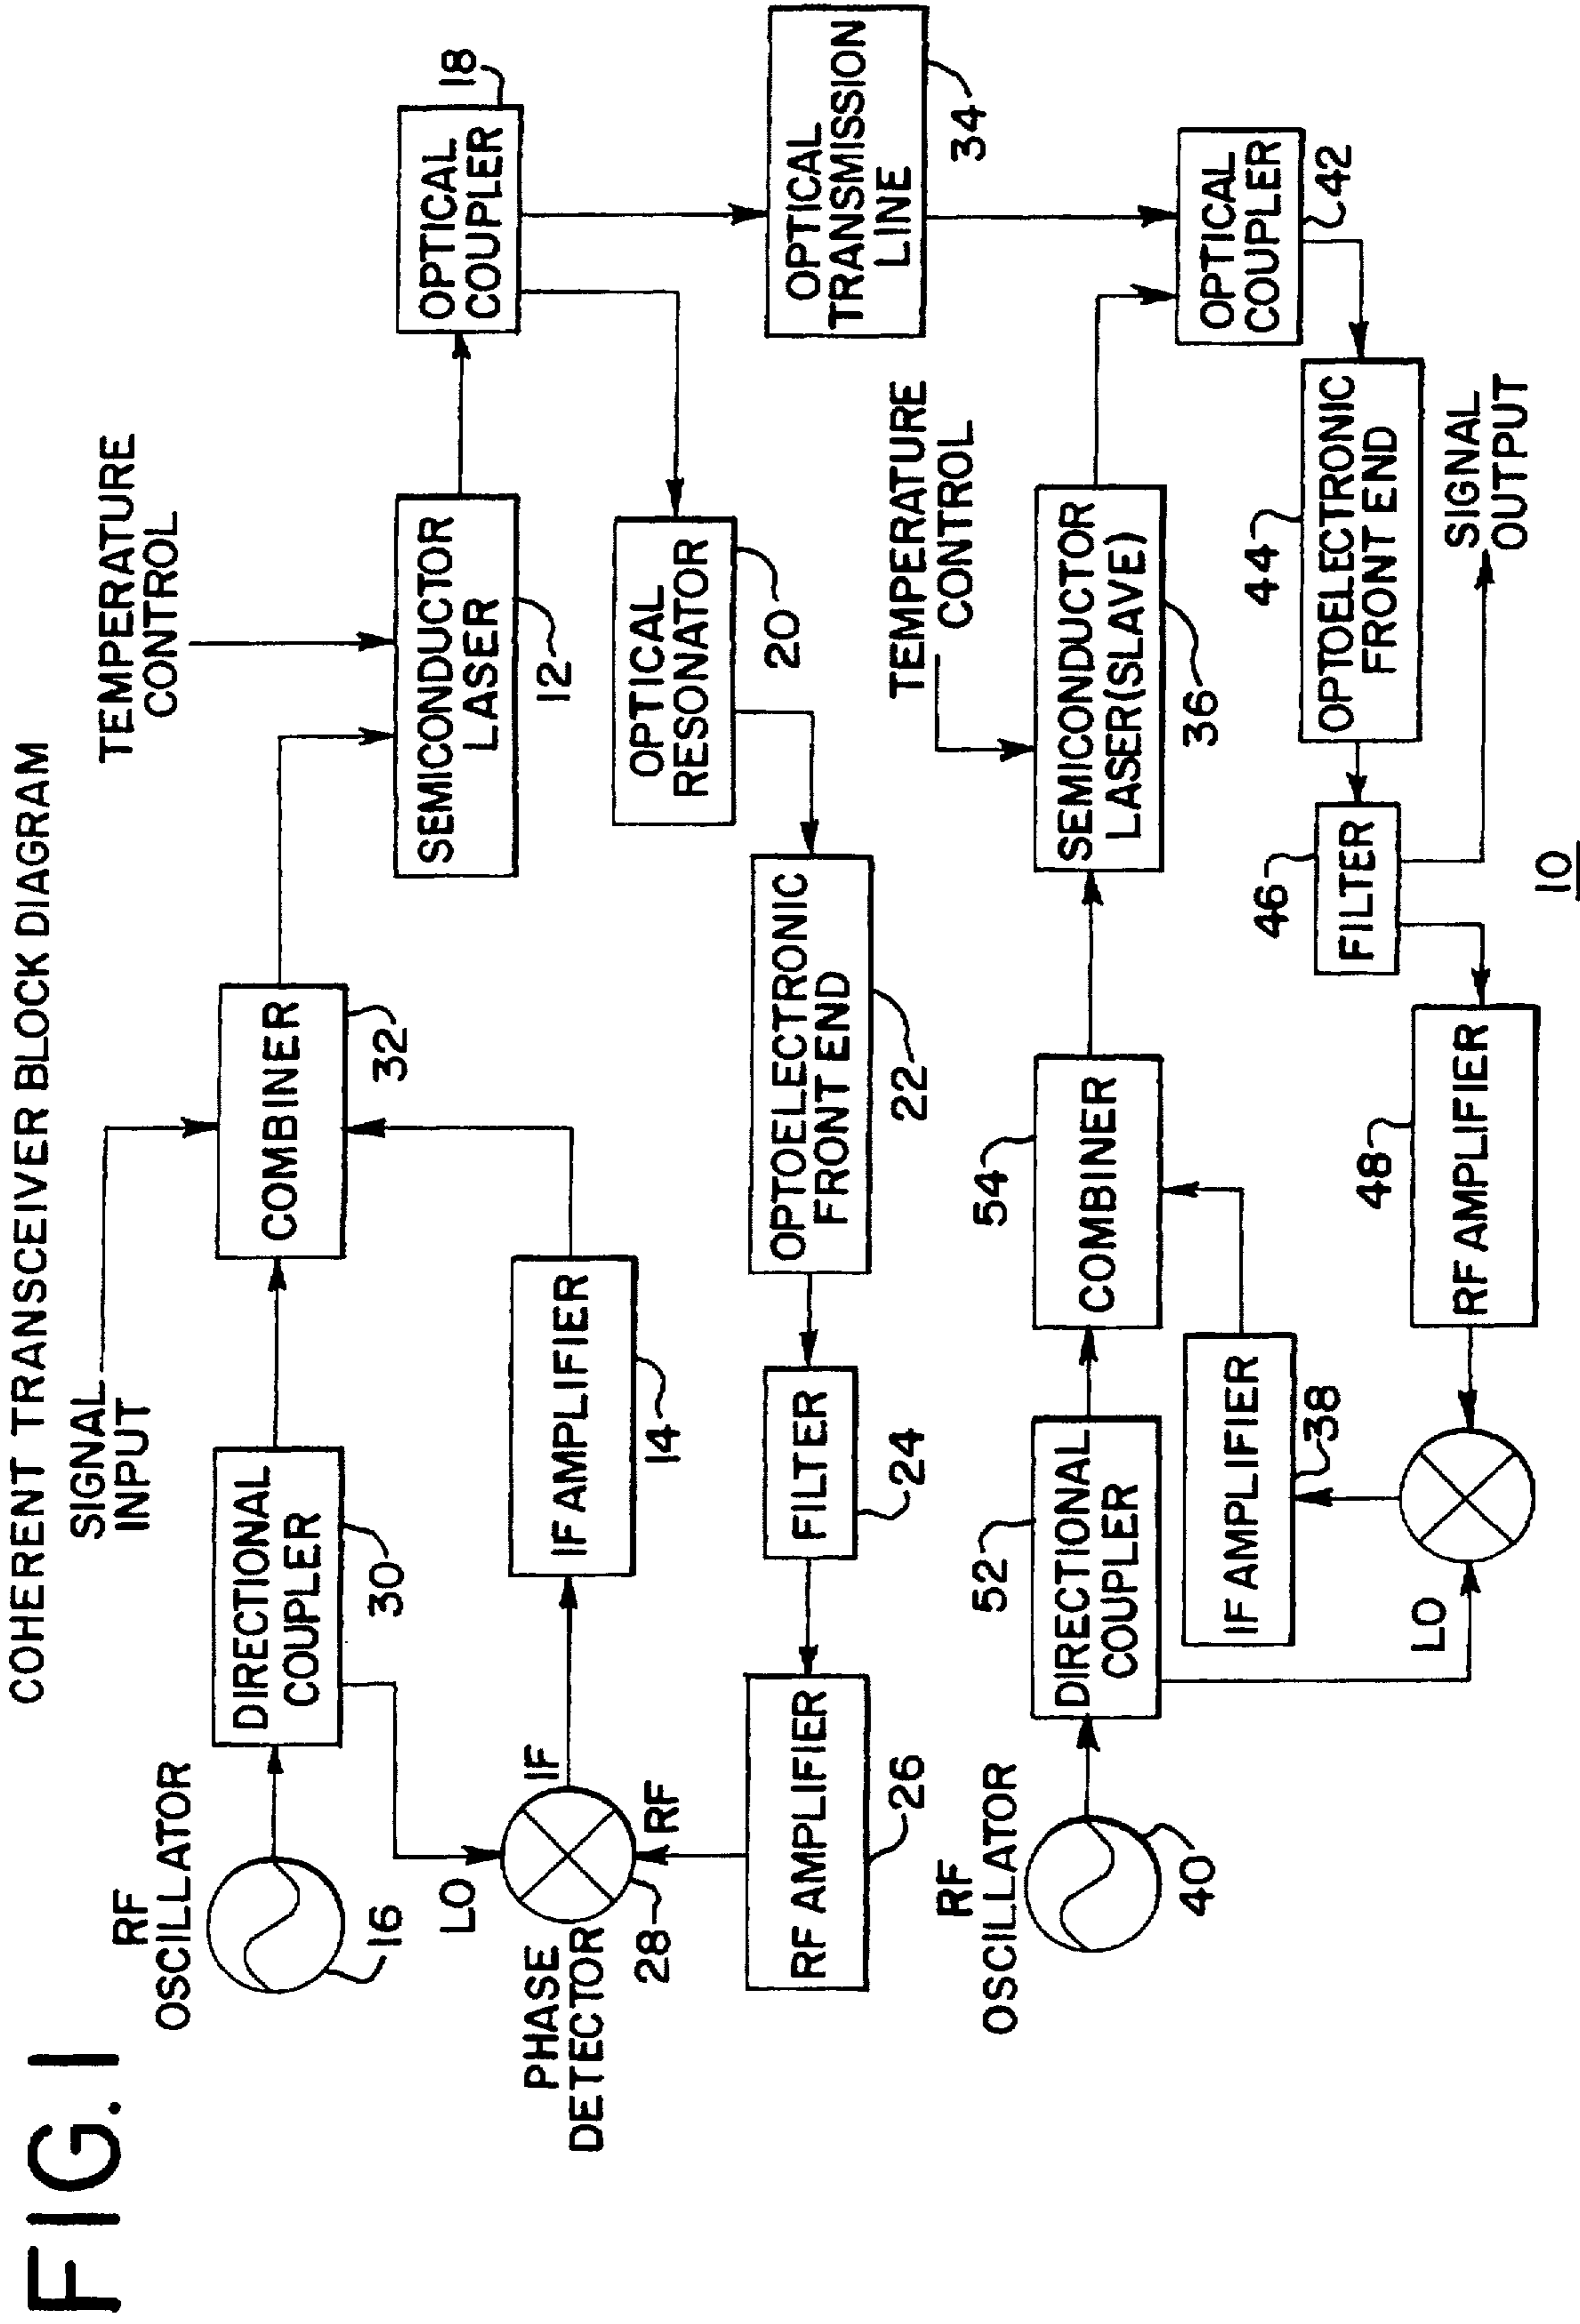 FIG. 1
COHERENT TRANSCEIVER BLOCK DIAGRAM
SIGNAL
INPUT
TEMPERATURE
CONTROL
RF
OSCILLATOR
16
DIRECTIONAL
COUPLER
30
COMBINER
32
SEMICONDUCTOR
LASER
12
OPTICAL
COUPLER
18
LO
PHASE
DETECTOR
28
IF
RF
IF AMPLIFIER
14
OPTICAL
RESONATOR
20
RF AMPLIFIER
26
FILTER
24
OPTOELECTRONIC
FRONT END
22
OPTICAL
TRANSMISSION
LINE
34
TEMPERATURE
CONTROL
RF
OSCILLATOR
40
52
DIRECTIONAL
COUPLER
54
COMBINER
SEMICONDUCTOR
LASER(SLAVE)
36
OPTICAL
COUPLER
42
IF AMPLIFIER
38
LO
48
RF AMPLIFIER
46
FILTER
44
OPTOELECTRONIC
FRONT END
SIGNAL
OUTPUT
10